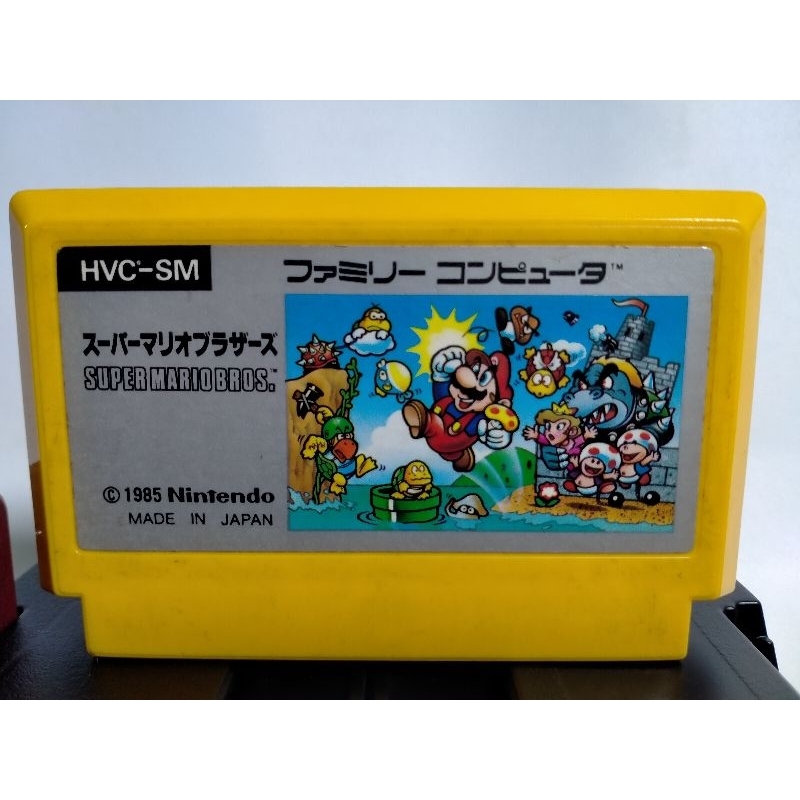 HVC-SM
ファミリー コンピュータ™
スーパーマリオブラザーズ
SUPER MARIO BROS.™
© 1985 Nintendo
MADE IN JAPAN